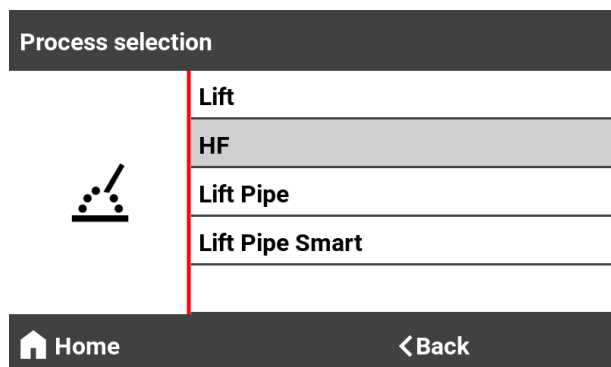 Process selection
Lift
HF
Lift Pipe
Lift Pipe Smart
Home
Back